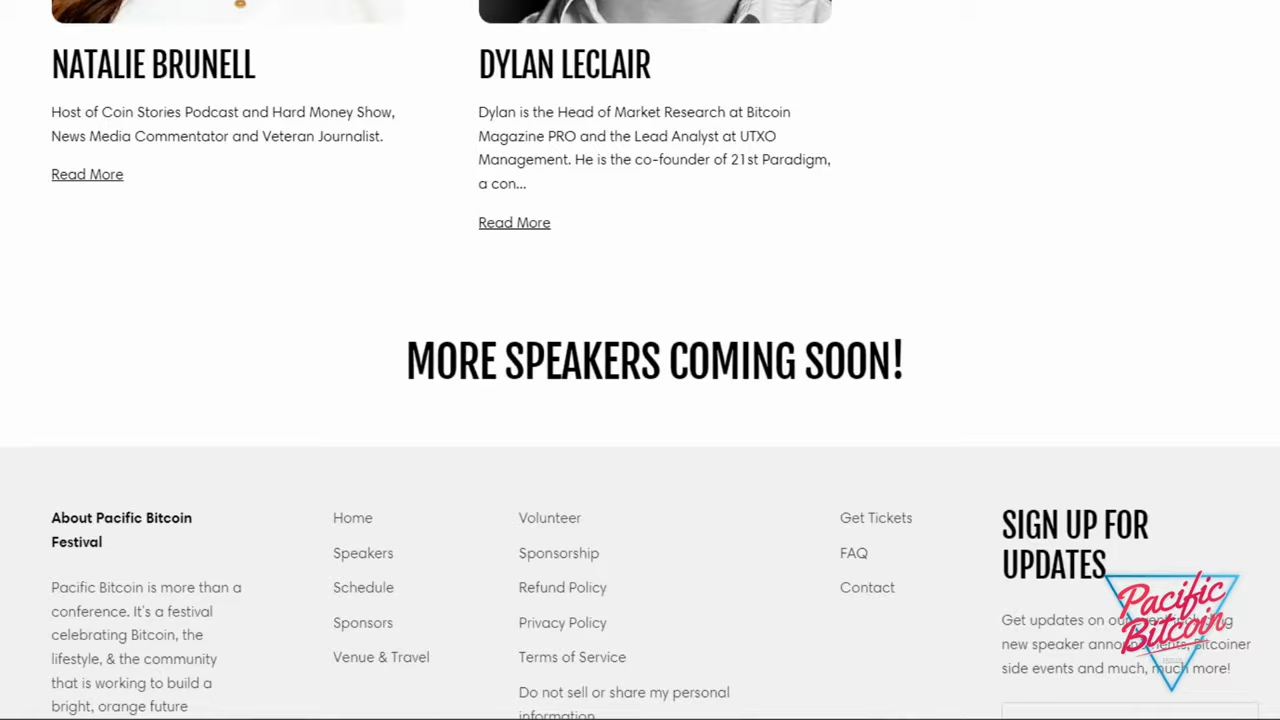 NATALIE BRUNELL
Host of Coin Stories Podcast and Hard Money Show,
News Media Commentator and Veteran Journalist.
Read More
DYLAN LECLAIR
Dylan is the Head of Market Research at Bitcoin
Magazine PRO and the Lead Analyst at UTXO
Management. He is the co-founder of 21st Paradigm,
a con...
Read More
MORE SPEAKERS COMING SOON!
About Pacific Bitcoin
Festival
Pacific Bitcoin is more than a
conference. It's a festival
celebrating Bitcoin, the
lifestyle, & the community
that is working to build a
bright, orange future
Home
Speakers
Schedule
Sponsors
Venue & Travel
Volunteer
Sponsorship
Refund Policy
Privacy Policy
Terms of Service
Do not sell or share my personal
information
Get Tickets
FAQ
Contact
SIGN UP FOR
UPDATES
Get updates on
new speaker Bitcoiner
side events and much, much more!
Pacific
Bitcoin